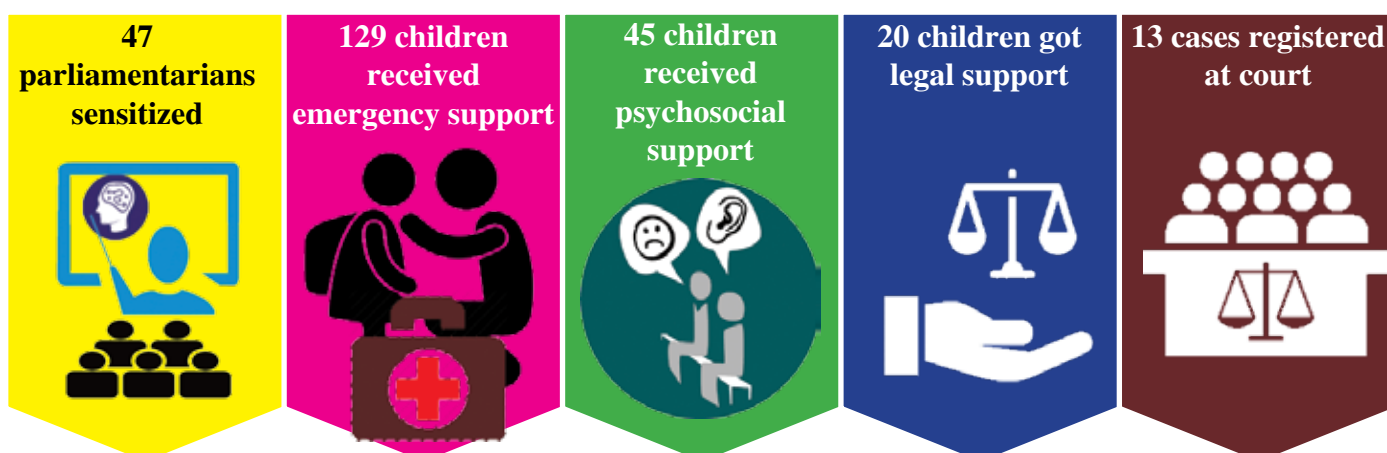 47
parliamentarians
sensitized
129 children
received
emergency support
45 children
received
psychosocial
support
20 children got
legal support
13 cases registered
at court